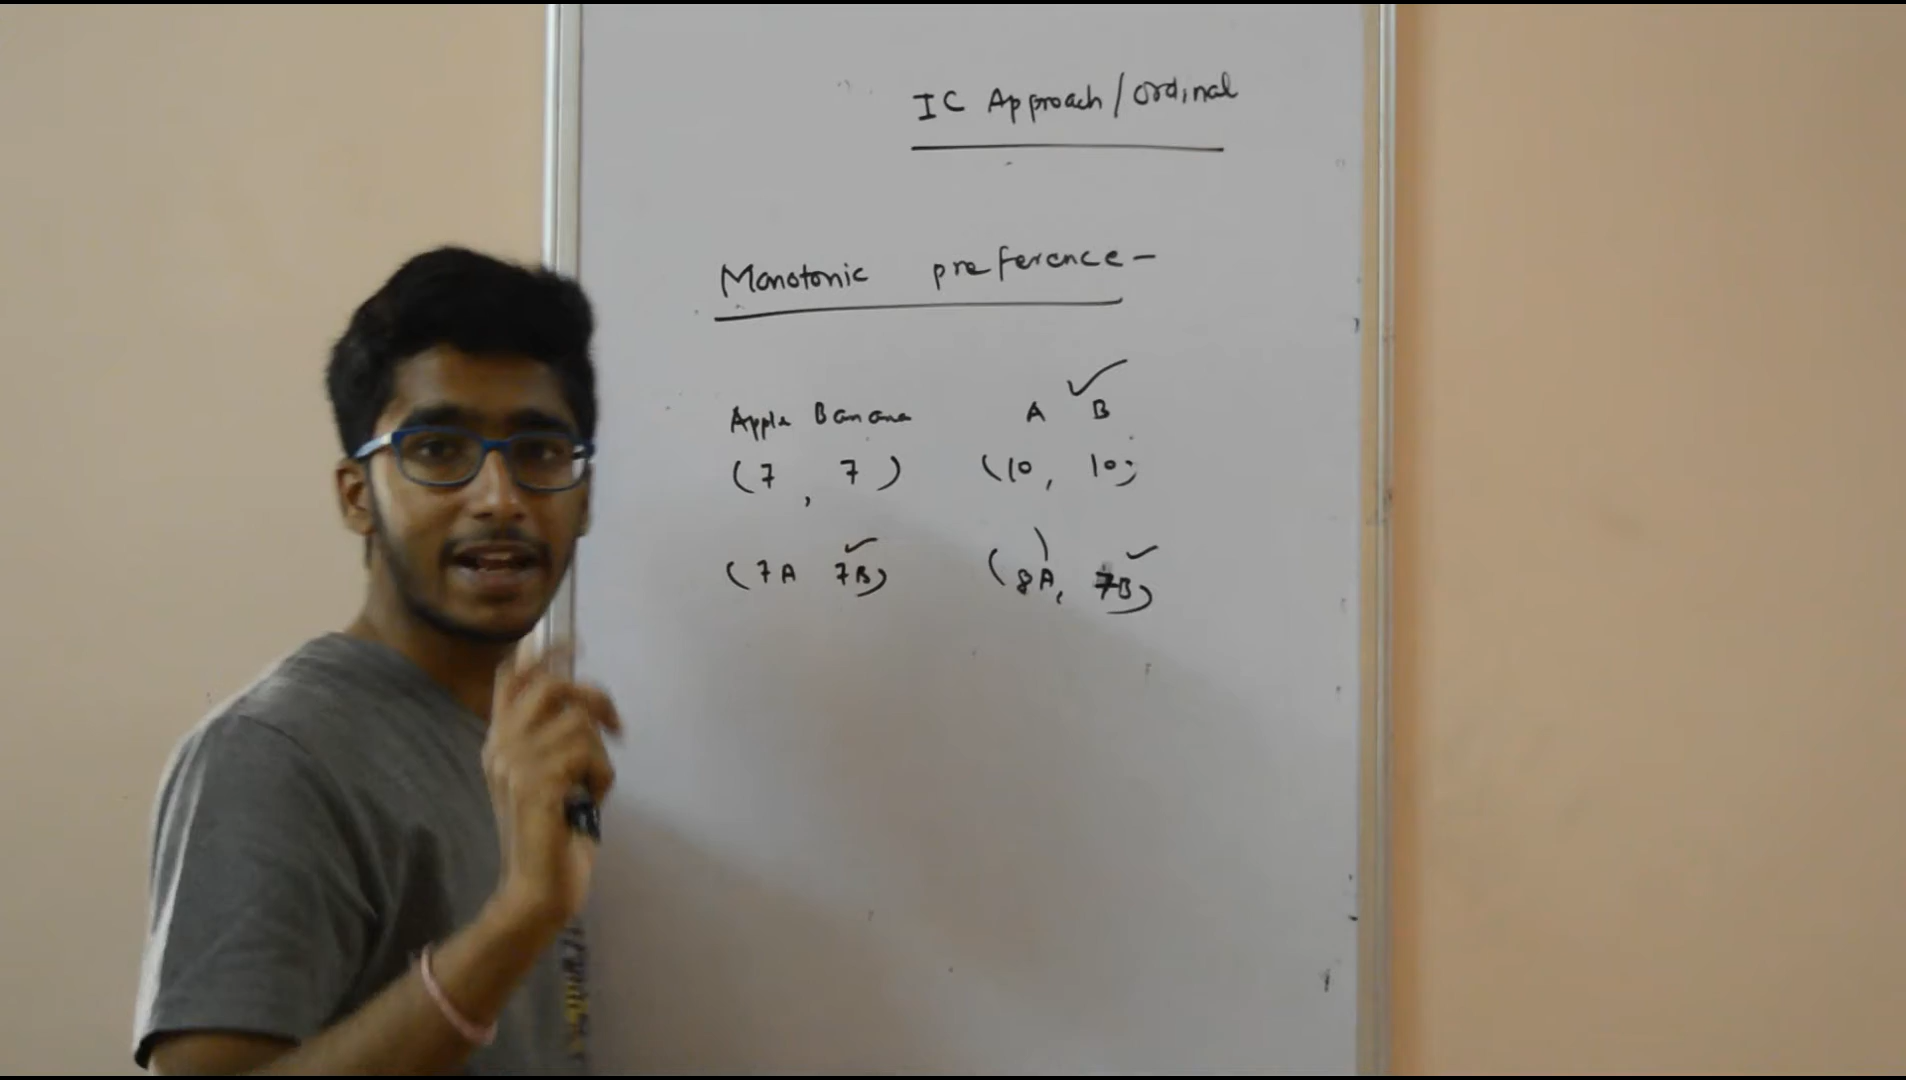 IC Approach/Ordinal
Monotonic preference-
Apple Banana A B
(7, 7) (10, 10)
(7A 7B) (8A, 7B)